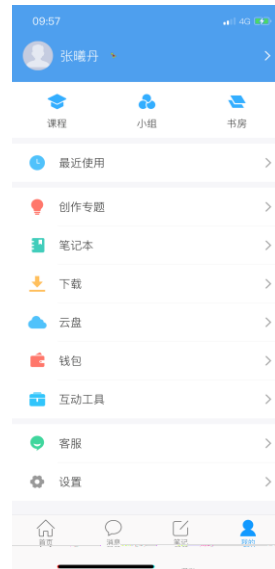 09:57 4G
张曦丹
课程 小组 书房
最近使用
创作专题
笔记本
下载
云盘
钱包
互动工具
客服
设置
首页 消息 笔记 我的